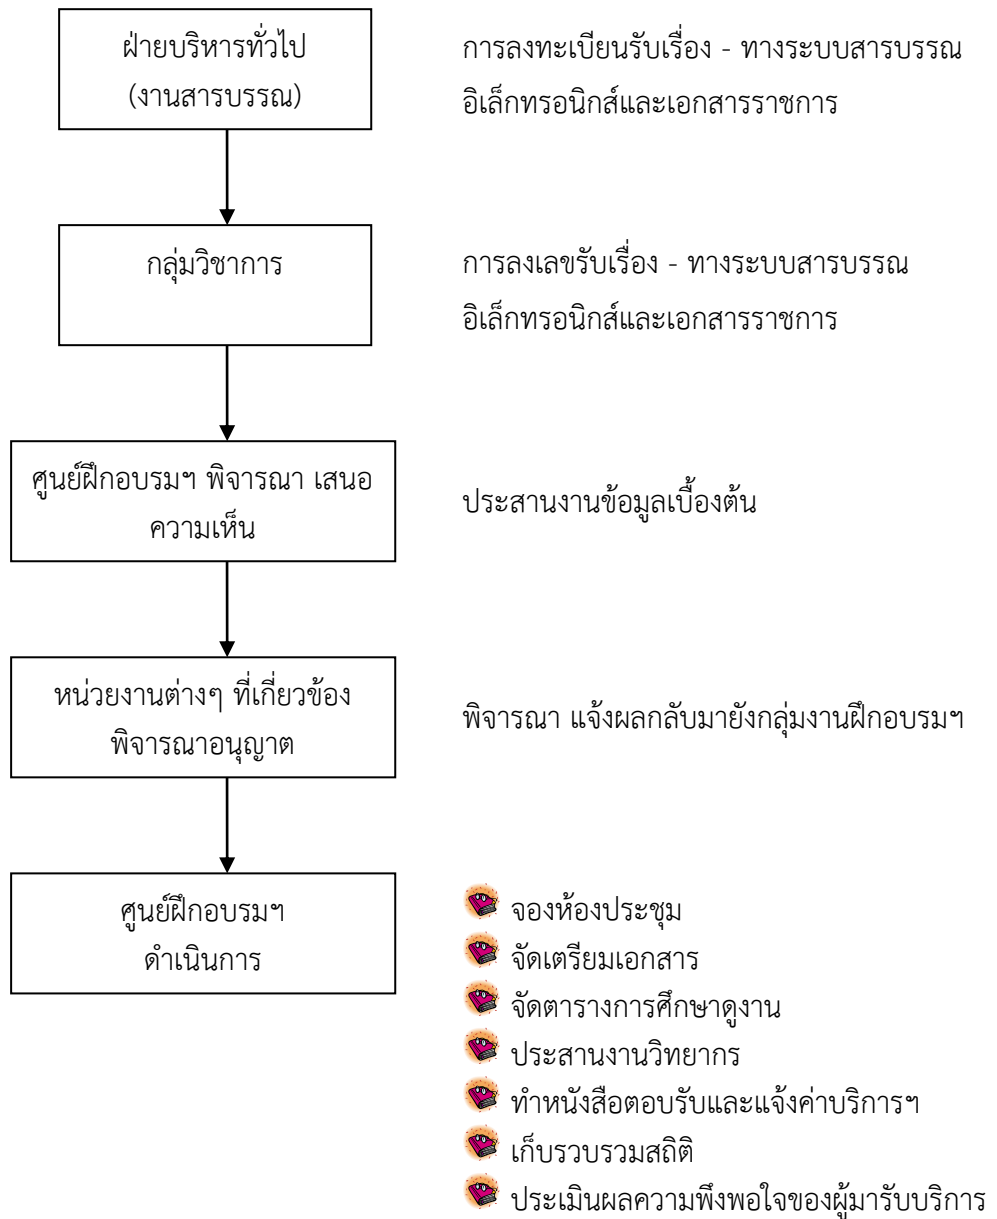 ฝ่ายบริหารทั่วไป
(งานสารบรรณ)
การลงทะเบียนรับเรื่อง - ทางระบบสารบรรณ
อิเล็กทรอนิกส์และเอกสารราชการ
กลุ่มวิชาการ
การลงเลขรับเรื่อง - ทางระบบสารบรรณ
อิเล็กทรอนิกส์และเอกสารราชการ
ศูนย์ฝึกอบรมฯ พิจารณา เสนอ
ความเห็น
ประสานงานข้อมูลเบื้องต้น
หน่วยงานต่างๆ ที่เกี่ยวข้อง
พิจารณาอนุญาต
พิจารณา แจ้งผลกลับมายังกลุ่มงานฝึกอบรมฯ
ศูนย์ฝึกอบรมฯ
ดำเนินการ
จองห้องประชุม
จัดเตรียมเอกสาร
จัดตารางการศึกษาดูงาน
ประสานงานวิทยากร
ทำหนังสือตอบรับและแจ้งค่าบริการฯ
เก็บรวบรวมสถิติ
ประเมินผลความพึงพอใจของผู้มารับบริการ